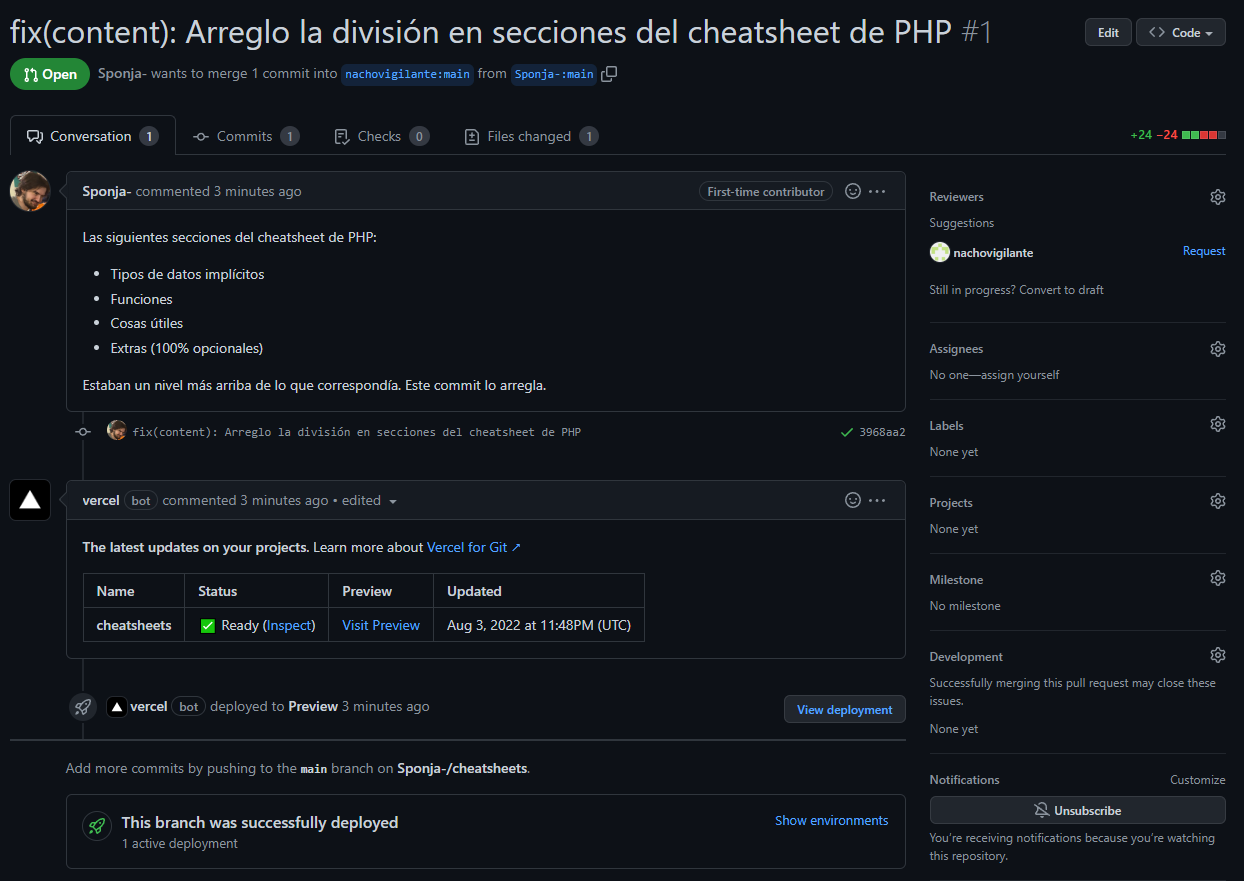 fix(content): Arreglo la división en secciones del cheatsheet de PHP #1
Edit
<> Code
Open
Sponja- wants to merge 1 commit into nachovigilante:main from Sponja-:main
Conversation 1
Commits 1
Checks 0
Files changed 1
+24 −24
Sponja- commented 3 minutes ago
First-time contributor
Las siguientes secciones del cheatsheet de PHP:
• Tipos de datos implícitos
• Funciones
• Cosas útiles
• Extras (100% opcionales)
Estaban un nivel más arriba de lo que correspondía. Este commit lo arregla.
fix(content): Arreglo la división en secciones del cheatsheet de PHP
3968aa2
vercel bot commented 3 minutes ago • edited
The latest updates on your projects. Learn more about Vercel for Git ↗
Name Status Preview Updated
cheatsheets ✅ Ready (Inspect) Visit Preview Aug 3, 2022 at 11:48PM (UTC)
vercel bot deployed to Preview 3 minutes ago
View deployment
Add more commits by pushing to the main branch on Sponja-/cheatsheets.
This branch was successfully deployed
1 active deployment
Show environments
Reviewers
Suggestions
nachovigilante Request
Still in progress? Convert to draft
Assignees
No one—assign yourself
Labels
None yet
Projects
None yet
Milestone
No milestone
Development
Successfully merging this pull request may close these
issues.
None yet
Notifications Customize
Unsubscribe
You're receiving notifications because you're watching
this repository.